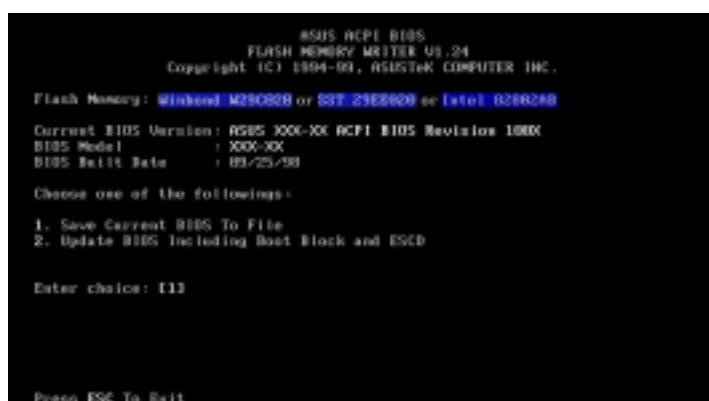 ASUS ACPI BIOS
FLASH MEMORY WRITER V1.24
Copyright (C) 1994-99, ASUSTeK COMPUTER INC.
Flash Memory: Winbond W29C020 or SST 29EE020 or Intel 82802AB
Current BIOS Version: ASUS XXX-XX ACPI BIOS Revision 100X
BIOS Model : XXX-XX
BIOS Built Date : 09/25/98
Choose one of the followings:
1. Save Current BIOS To File
2. Update BIOS Including Boot Block and ESCD
Enter choice: [1]
Press ESC To Exit